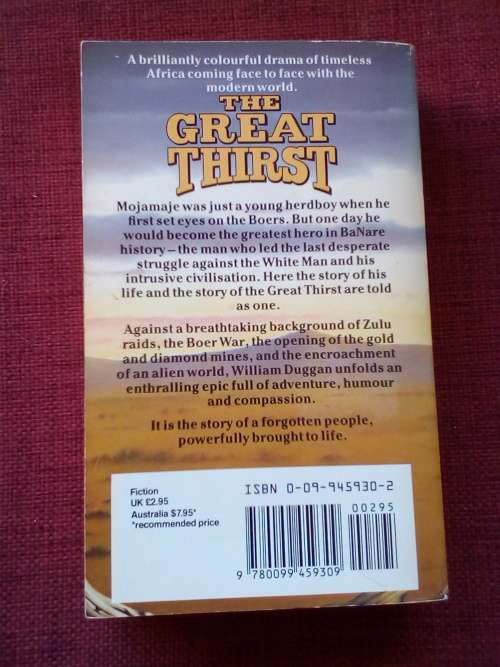 A brilliantly colourful drama of timeless
Africa coming face to face with the
modern world.
THE
GREAT
THIRST
Mojamaje was just a young herdboy when he
first set eyes on the Boers. But one day he
would become the greatest hero in BaNare
history – the man who led the last desperate
struggle against the White Man and his
intrusive civilisation. Here the story of his
life and the story of the Great Thirst are told
as one.
Against a breathtaking background of Zulu
raids, the Boer War, the opening of the gold
and diamond mines, and the encroachment
of an alien world, William Duggan unfolds an
enthralling epic full of adventure, humour
and compassion.
It is the story of a forgotten people,
powerfully brought to life.
Fiction
UK £2.95
Australia $7.95*
*recommended price
ISBN 0-09-945930-2
00295
9 780099 459309